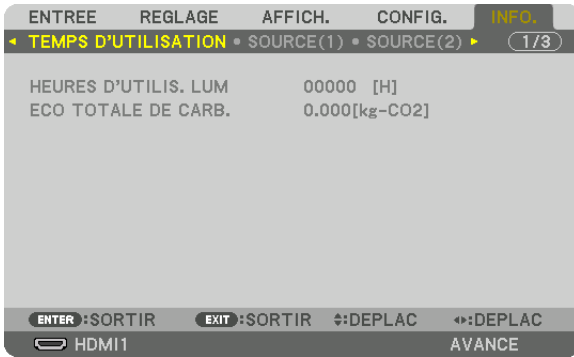 ENTREE REGLAGE AFFICH. CONFIG. INFO.
TEMPS D'UTILISATION • SOURCE(1) • SOURCE(2) 1/3
HEURES D'UTILIS. LUM 00000 [H]
ECO TOTALE DE CARB. 0.000[kg-CO2]
ENTER :SORTIR EXIT :SORTIR :DEPLAC :DEPLAC
HDMI1 AVANCE